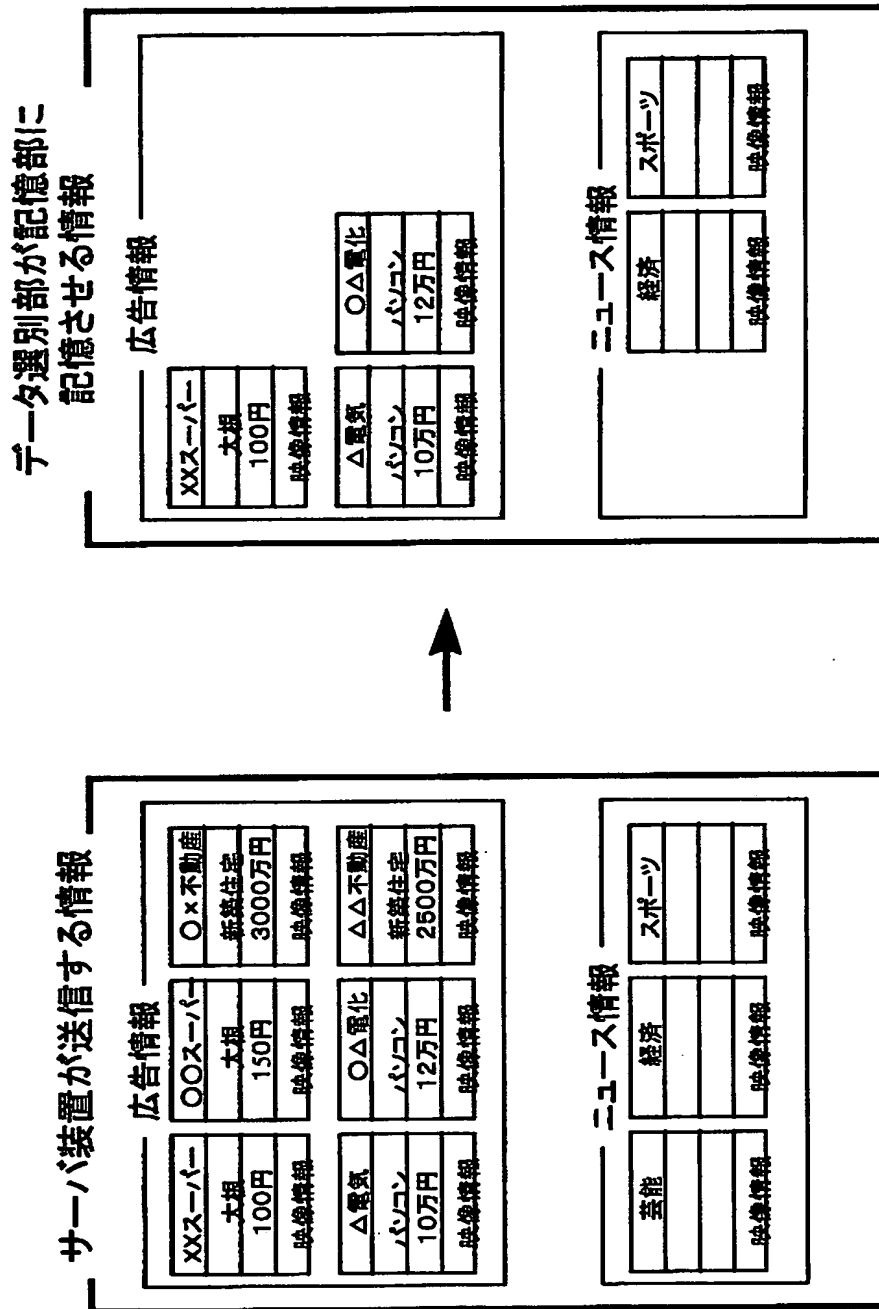 サーバ装置が送信する情報
広告情報
XXスーパー
大根
100円
映像情報
〇〇スーパー
大根
150円
映像情報
〇×不動産
新築住宅
3000万円
映像情報
△電気
パソコン
10万円
映像情報
〇△電化
パソコン
12万円
映像情報
△△不動産
新築住宅
2500万円
映像情報
ニュース情報
芸能
映像情報
経済
映像情報
スポーツ
映像情報
データ選別部が記憶部に
記憶させる情報
広告情報
XXスーパー
大根
100円
映像情報
△電気
パソコン
10万円
映像情報
〇△電化
パソコン
12万円
映像情報
ニュース情報
経済
映像情報
スポーツ
映像情報